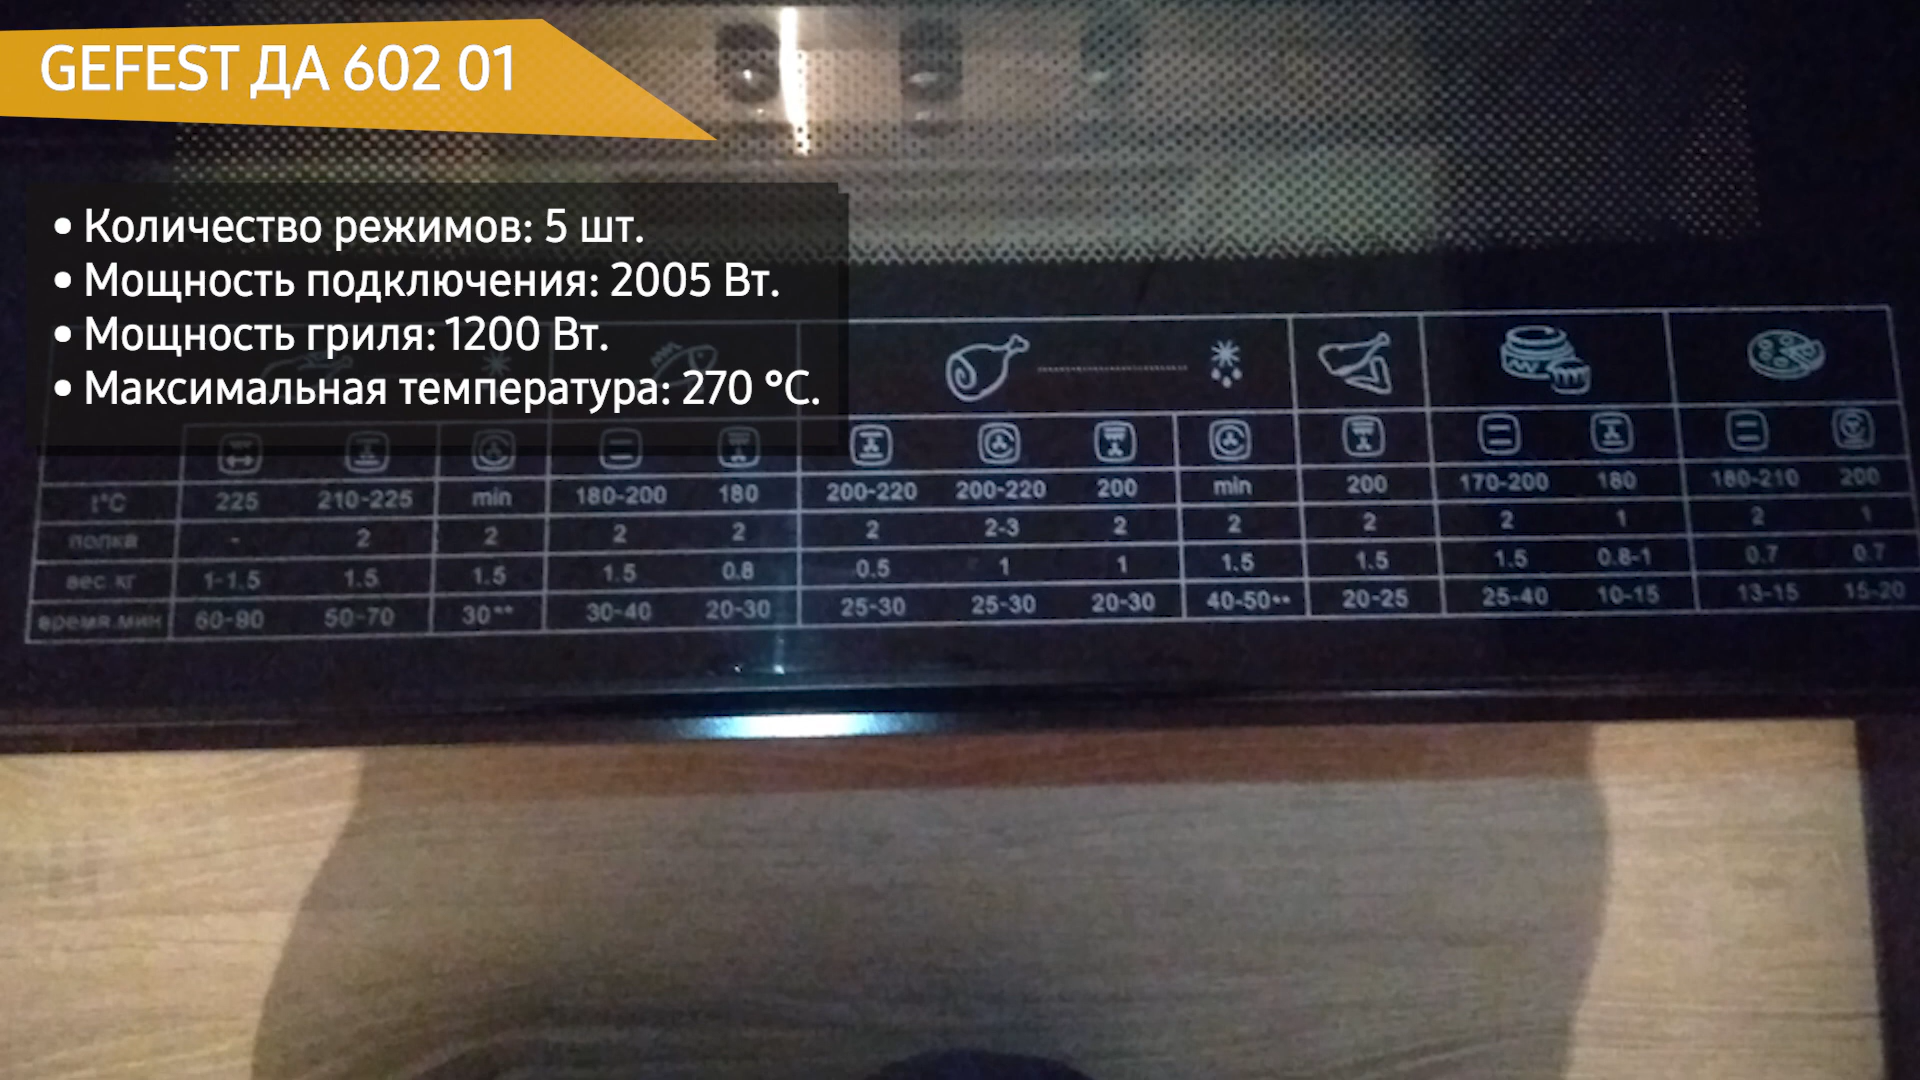 GEFEST ДА 602 01
• Количество режимов: 5 шт.
• Мощность подключения: 2005 Вт.
• Мощность гриля: 1200 Вт.
• Максимальная температура: 270 °C.
t°C 225 210-225 min 180-200 180 200-220 200-220 200 min 200 170-200 180 180-210 200
полка - 2 2 2 2 2 2-3 2 2 2 2 1 2 1
вес кг 1-1.5 1.5 1.5 1.5 0.8 0.5 1 1 1.5 1.5 1.5 0.8-1 0.7 0.7
время мин 60-80 50-70 30** 30-40 20-30 25-30 25-30 20-30 40-50** 20-25 25-40 10-15 13-15 15-20